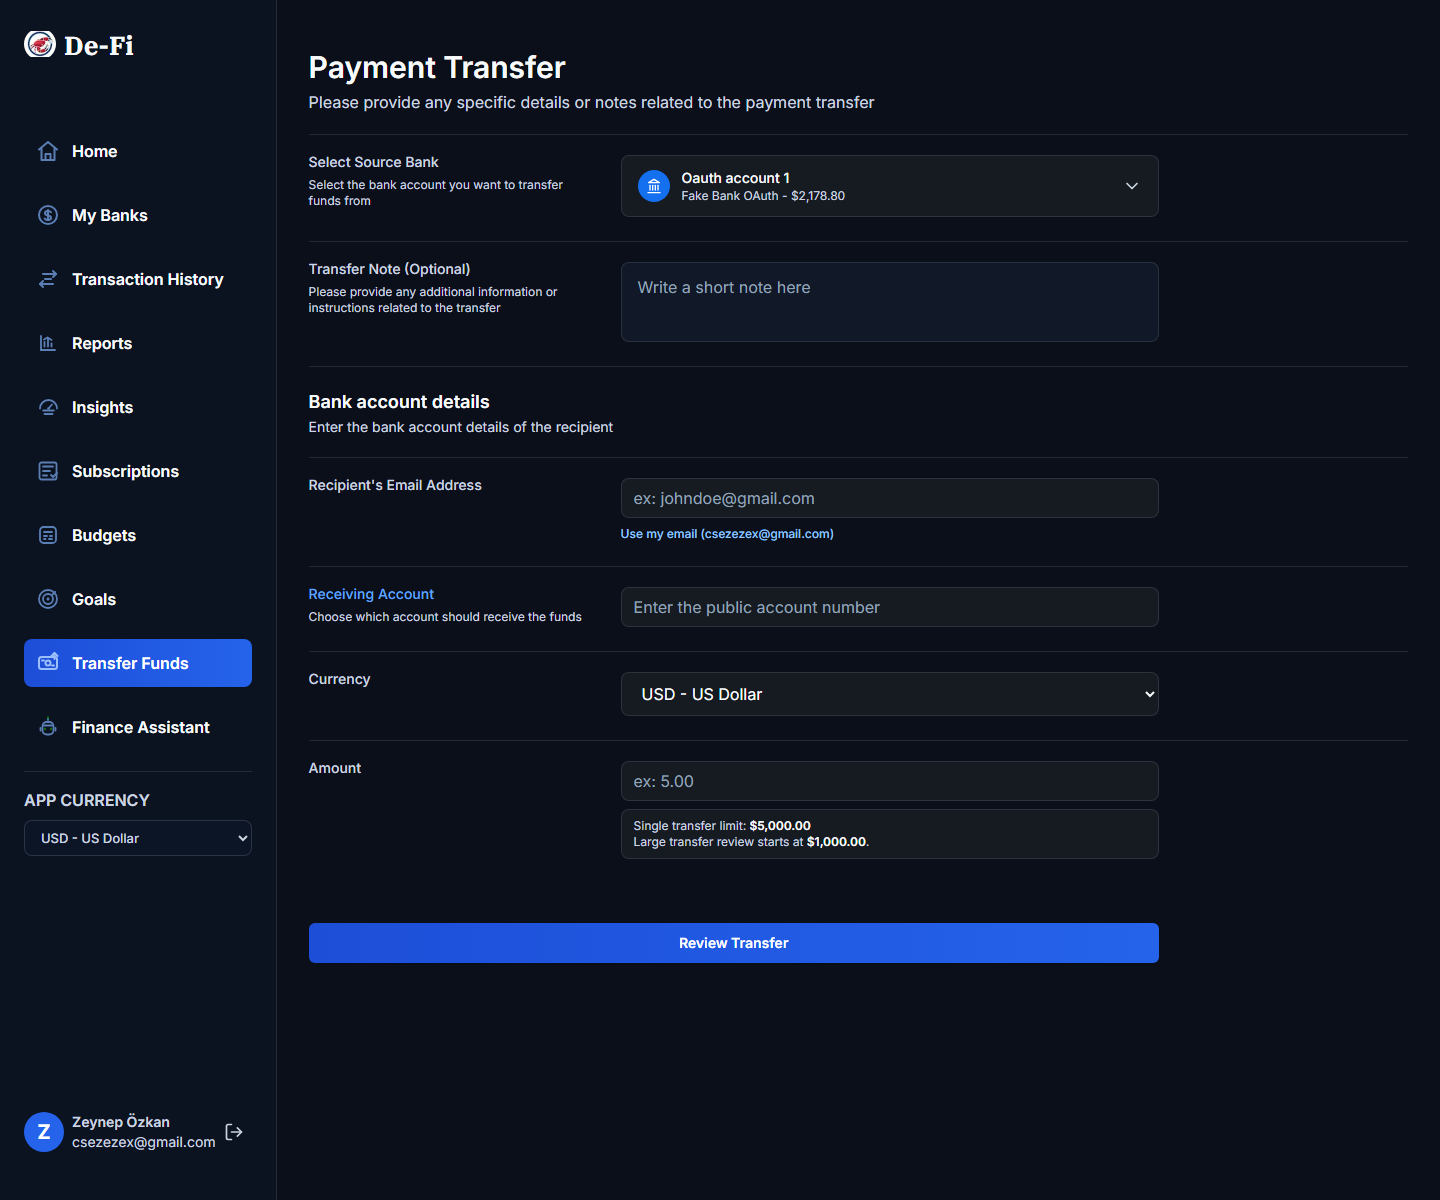 De-Fi
Home
My Banks
Transaction History
Reports
Insights
Subscriptions
Budgets
Goals
Transfer Funds
Finance Assistant
APP CURRENCY
USD - US Dollar
Z
Zeynep Özkan
csezezex@gmail.com
Payment Transfer
Please provide any specific details or notes related to the payment transfer
Select Source Bank
Select the bank account you want to transfer
funds from
Oauth account 1
Fake Bank OAuth - $2,178.80
Transfer Note (Optional)
Please provide any additional information or
instructions related to the transfer
Write a short note here
Bank account details
Enter the bank account details of the recipient
Recipient's Email Address
ex: johndoe@gmail.com
Use my email (csezezex@gmail.com)
Receiving Account
Choose which account should receive the funds
Enter the public account number
Currency
USD - US Dollar
Amount
ex: 5.00
Single transfer limit: $5,000.00
Large transfer review starts at $1,000.00.
Review Transfer